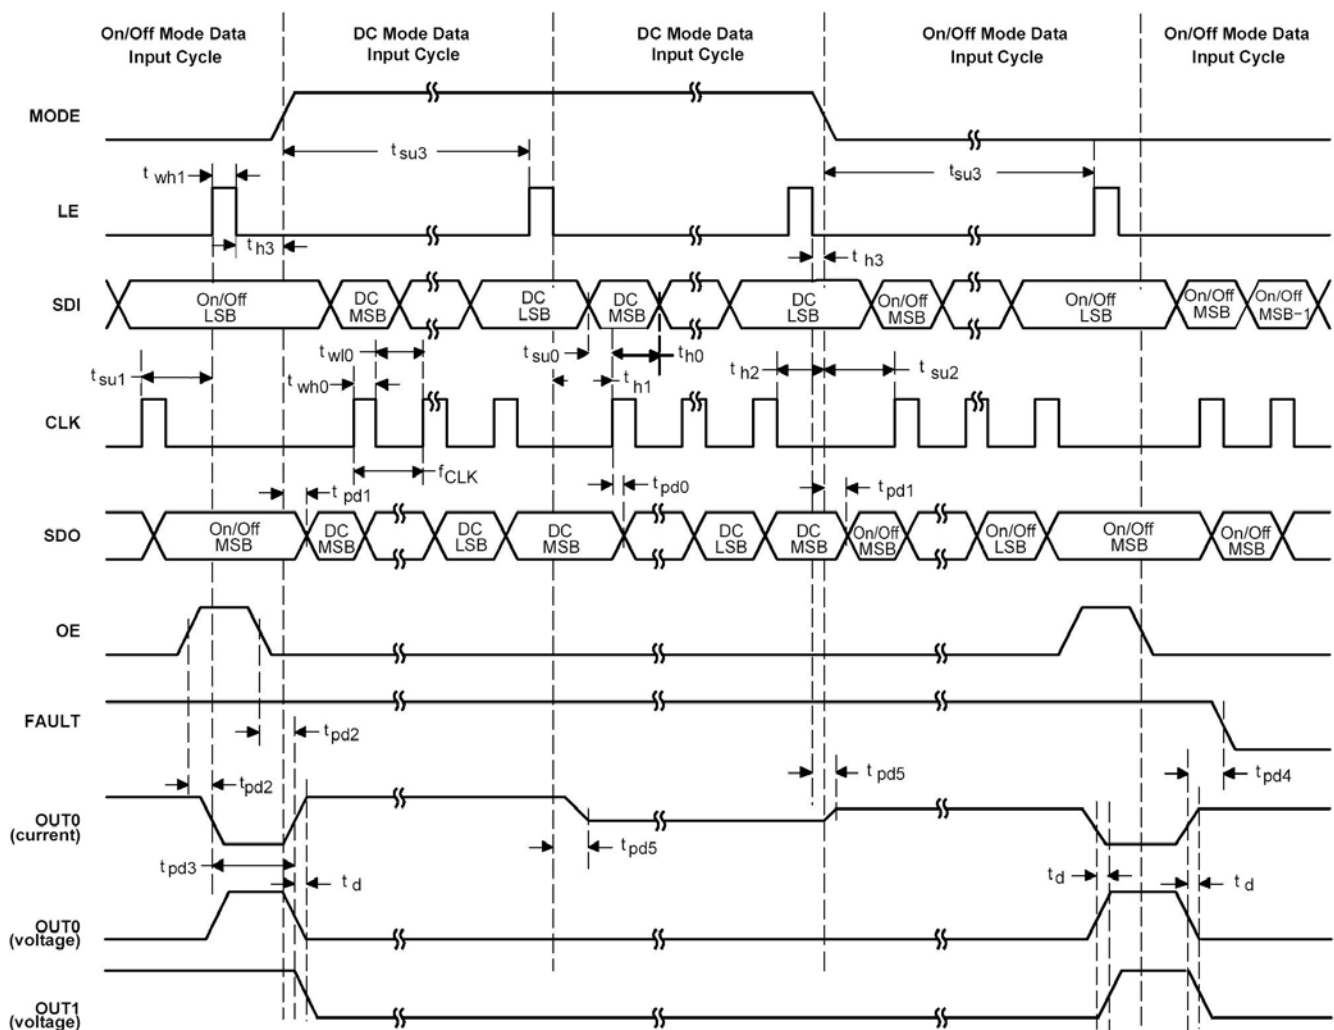 On/Off Mode Data
Input Cycle
DC Mode Data
Input Cycle
DC Mode Data
Input Cycle
On/Off Mode Data
Input Cycle
On/Off Mode Data
Input Cycle
MODE
tsu3
twh1
tsu3
LE
th3
th3
SDI
On/Off
LSB
DC
MSB
DC
LSB
DC
MSB
DC
LSB
On/Off
MSB
On/Off
LSB
On/Off
MSB
On/Off
MSB-1
twl0
tsu0
th0
tsu1
twh0
th1
th2
tsu2
CLK
fCLK
tpd1
tpd0
tpd1
SDO
On/Off
MSB
DC
MSB
DC
LSB
DC
MSB
DC
LSB
DC
MSB
On/Off
MSB
On/Off
LSB
On/Off
MSB
On/Off
MSB
OE
FAULT
tpd2
tpd2
tpd5
tpd4
OUT0
(current)
tpd5
tpd3
td
td
td
OUT0
(voltage)
OUT1
(voltage)